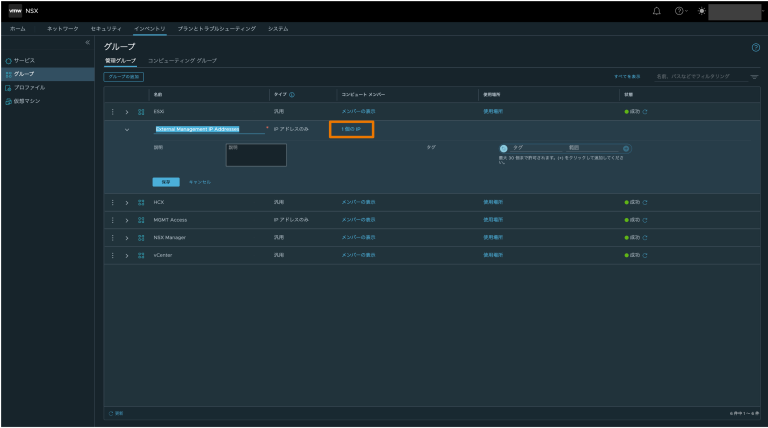 vmw NSX
ホーム ネットワーク セキュリティ インベントリ プランとトラブルシューティング システム
グループ
サービス
グループ
プロファイル
仮想マシン
管理グループ コンピューティング グループ
グループの追加 すべてを展開 名前、パスなどでフィルタリング
名前 タイプ コンピュート メンバー 使用場所 状態
ESXi 汎用 メンバーの表示 使用場所 成功
External Management IP Addresses * IP アドレスのみ 1 個の IP
説明 説明 タグ タグ 範囲
最大 30 個まで許可されます。(+) をクリックして追加してください。
保存 キャンセル
HCX 汎用 メンバーの表示 使用場所 成功
MGMT Access IP アドレスのみ メンバーの表示 使用場所 成功
NSX Manager 汎用 メンバーの表示 使用場所 成功
vCenter 汎用 メンバーの表示 使用場所 成功
更新 6 件中 1 ～ 6 件